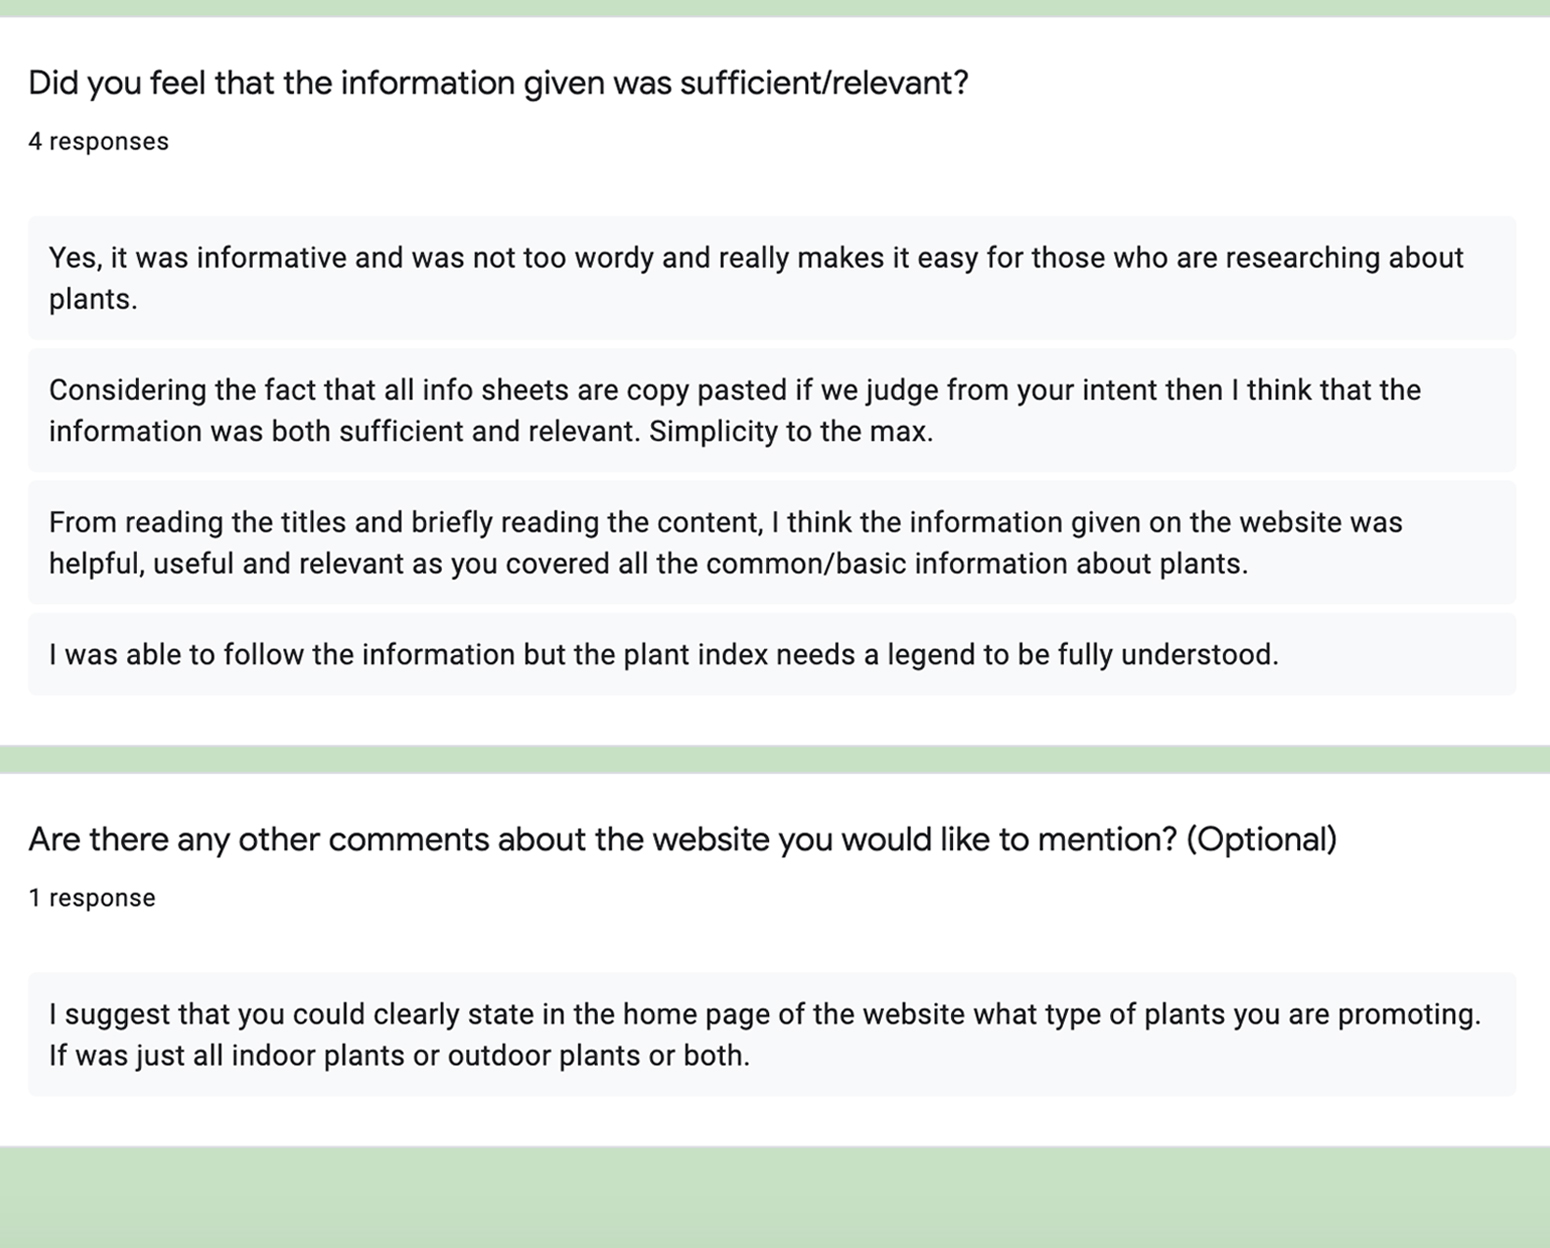 Did you feel that the information given was sufficient/relevant?
4 responses
Yes, it was informative and was not too wordy and really makes it easy for those who are researching about
plants.
Considering the fact that all info sheets are copy pasted if we judge from your intent then I think that the
information was both sufficient and relevant. Simplicity to the max.
From reading the titles and briefly reading the content, I think the information given on the website was
helpful, useful and relevant as you covered all the common/basic information about plants.
I was able to follow the information but the plant index needs a legend to be fully understood.
Are there any other comments about the website you would like to mention? (Optional)
1 response
I suggest that you could clearly state in the home page of the website what type of plants you are promoting.
If was just all indoor plants or outdoor plants or both.